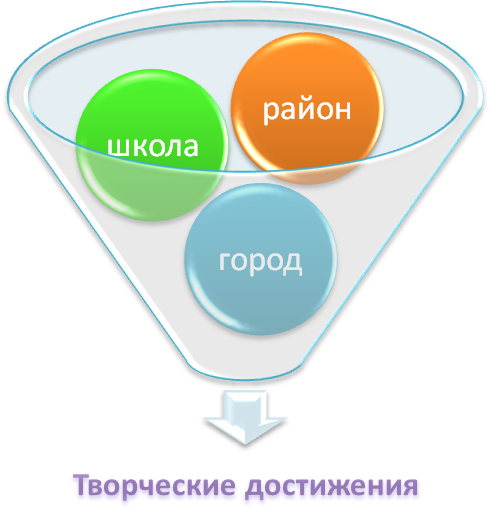 район
школа
город
Творческие достижения